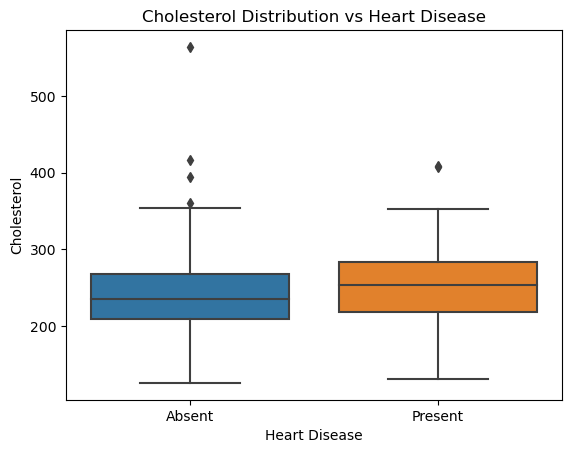 Cholesterol Distribution vs Heart Disease
Cholesterol
500
400
300
200
Absent
Present
Heart Disease